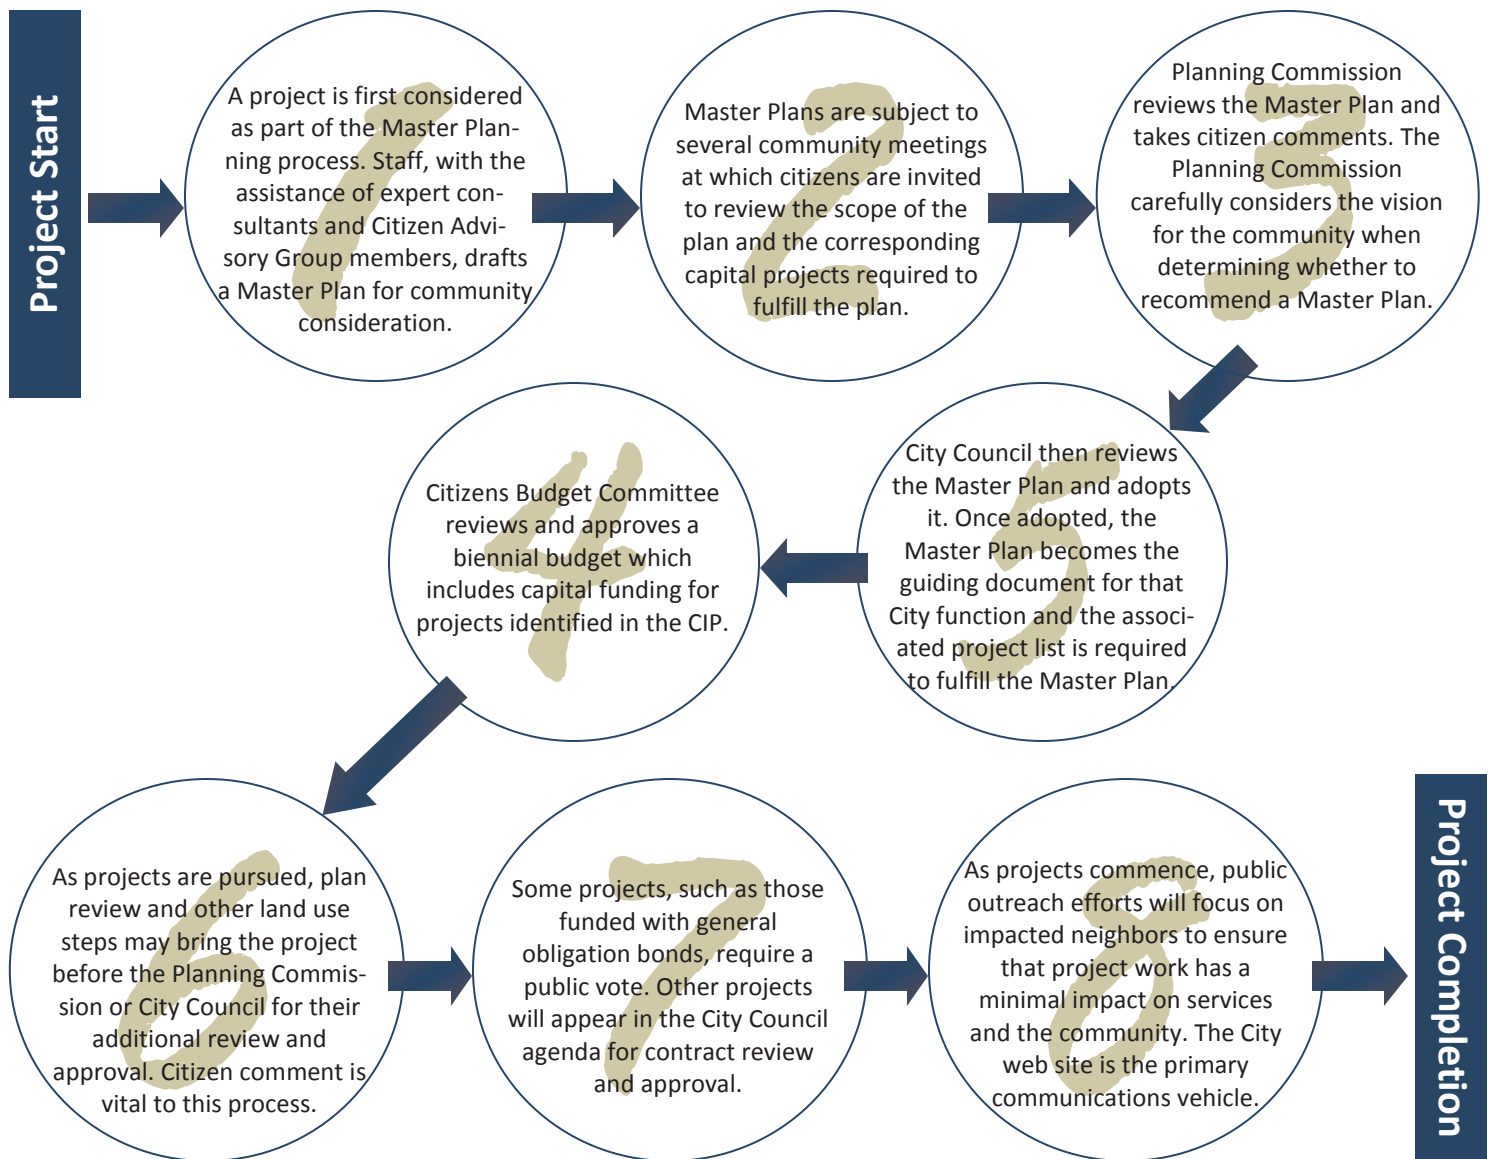 Project Start
1
A project is first considered
as part of the Master Plan-
ning process. Staff, with the
assistance of expert con-
sultants and Citizen Advi-
sory Group members, drafts
a Master Plan for community
consideration.
2
Master Plans are subject to
several community meetings
at which citizens are invited
to review the scope of the
plan and the corresponding
capital projects required to
fulfill the plan.
3
Planning Commission
reviews the Master Plan and
takes citizen comments. The
Planning Commission
carefully considers the vision
for the community when
determining whether to
recommend a Master Plan.
5
City Council then reviews
the Master Plan and adopts
it. Once adopted, the
Master Plan becomes the
guiding document for that
City function and the associ-
ated project list is required
to fulfill the Master Plan.
4
Citizens Budget Committee
reviews and approves a
biennial budget which
includes capital funding for
projects identified in the CIP.
6
As projects are pursued, plan
review and other land use
steps may bring the project
before the Planning Commis-
sion or City Council for their
additional review and
approval. Citizen comment is
vital to this process.
7
Some projects, such as those
funded with general
obligation bonds, require a
public vote. Other projects
will appear in the City Council
agenda for contract review
and approval.
8
As projects commence, public
outreach efforts will focus on
impacted neighbors to ensure
that project work has a
minimal impact on services
and the community. The City
web site is the primary
communications vehicle.
Project Completion